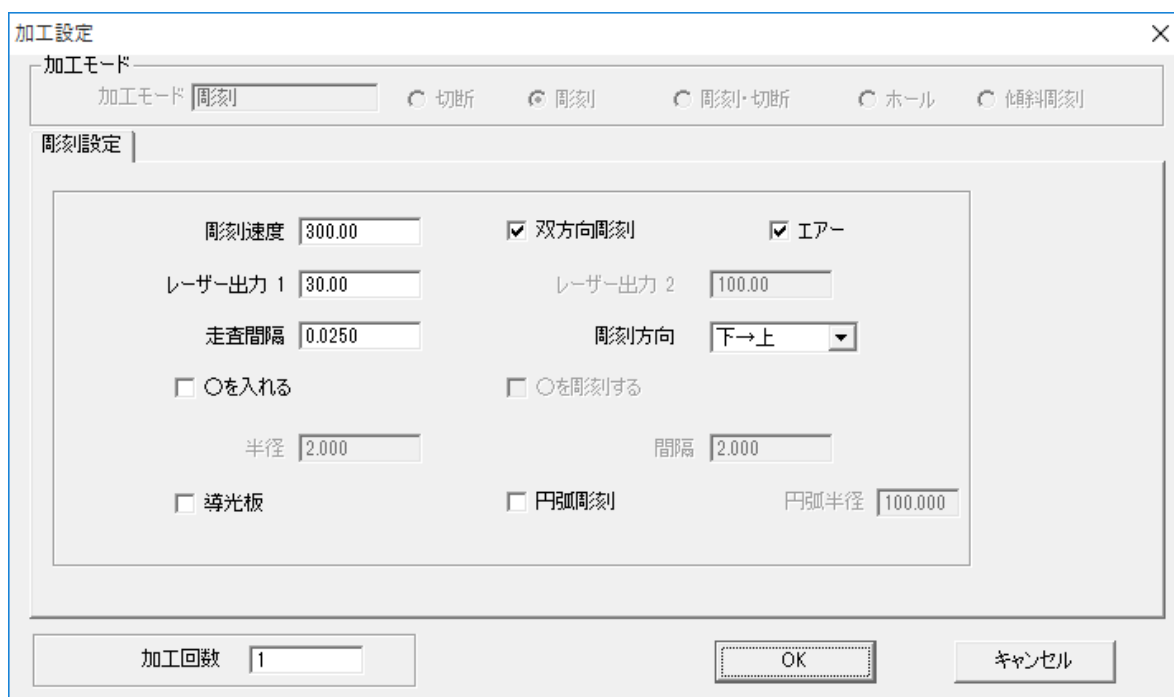 加工設定
加工モード
加工モード 彫刻 切断 彫刻 彫刻・切断 ホール 傾斜彫刻
彫刻設定
彫刻速度 300.00 双方向彫刻 エアー
レーザー出力 1 30.00 レーザー出力 2 100.00
走査間隔 0.0250 彫刻方向 下→上
○を入れる ○を彫刻する
半径 2.000 間隔 2.000
導光板 円弧彫刻 円弧半径 100.000
加工回数 1 OK キャンセル